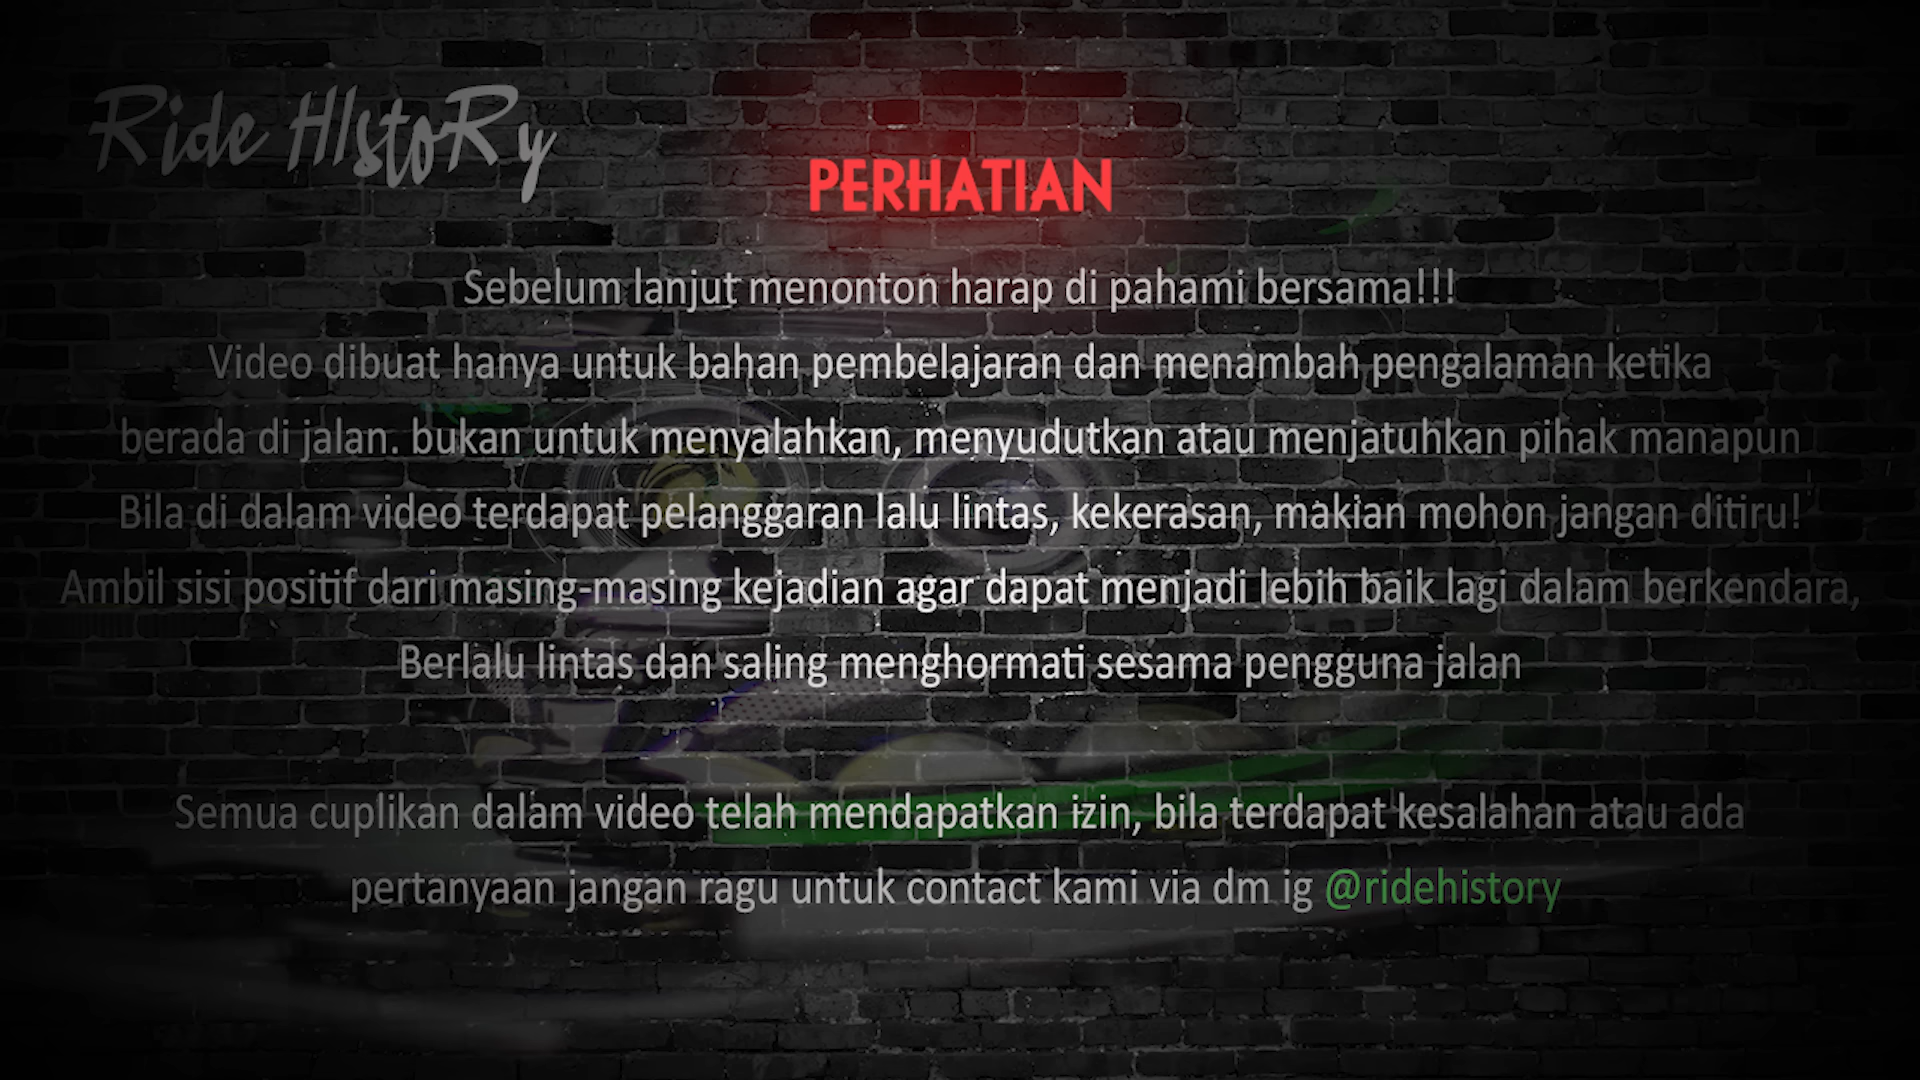 Ride HIstoRy
PERHATIAN
Sebelum lanjut menonton harap di pahami bersama!!!
Video dibuat hanya untuk bahan pembelajaran dan menambah pengalaman ketika
berada di jalan. bukan untuk menyalahkan, menyudutkan atau menjatuhkan pihak manapun
Bila di dalam video terdapat pelanggaran lalu lintas, kekerasan, makian mohon jangan ditiru!
Ambil sisi positif dari masing-masing kejadian agar dapat menjadi lebih baik lagi dalam berkendara,
Berlalu lintas dan saling menghormati sesama pengguna jalan
Semua cuplikan dalam video telah mendapatkan izin, bila terdapat kesalahan atau ada
pertanyaan jangan ragu untuk contact kami via dm ig @ridehistory